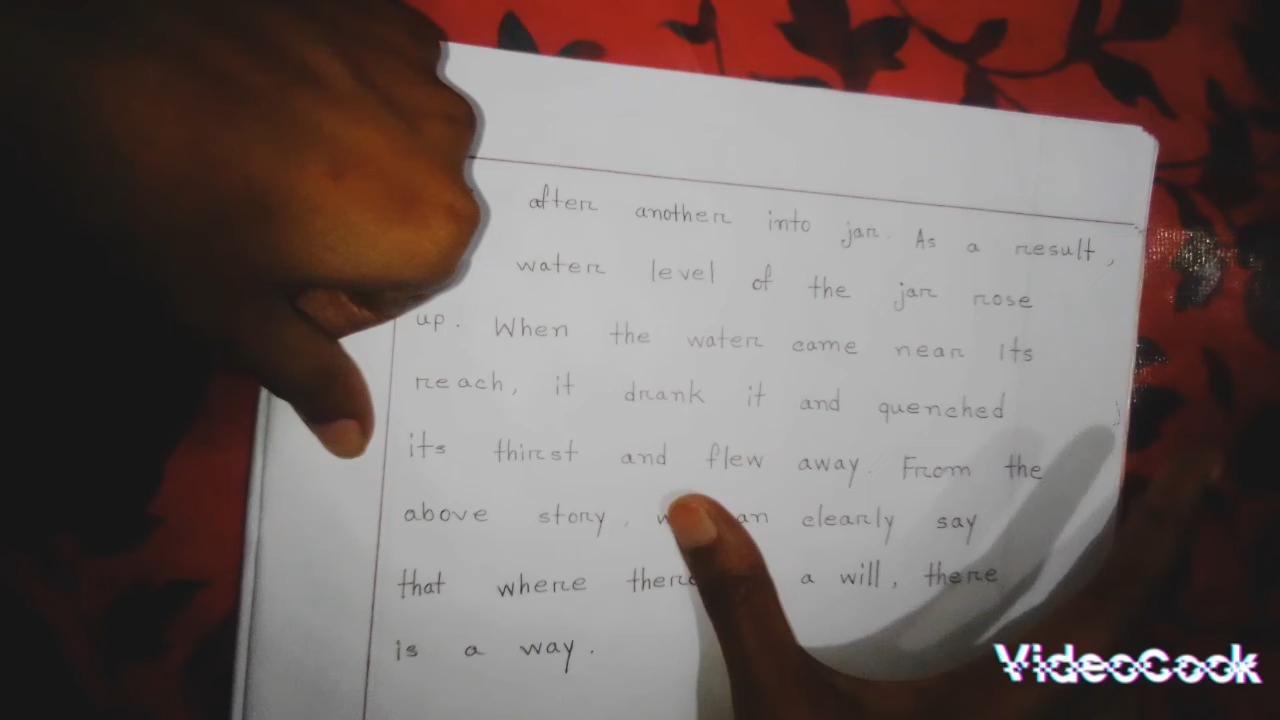 after another into jar. As a result,
water level of the jar rose
up. When the water came near its
reach, it drank it and quenched
its thirst and flew away. From the
above story, clearly say
that where a will, there
is a way.
VideoCook